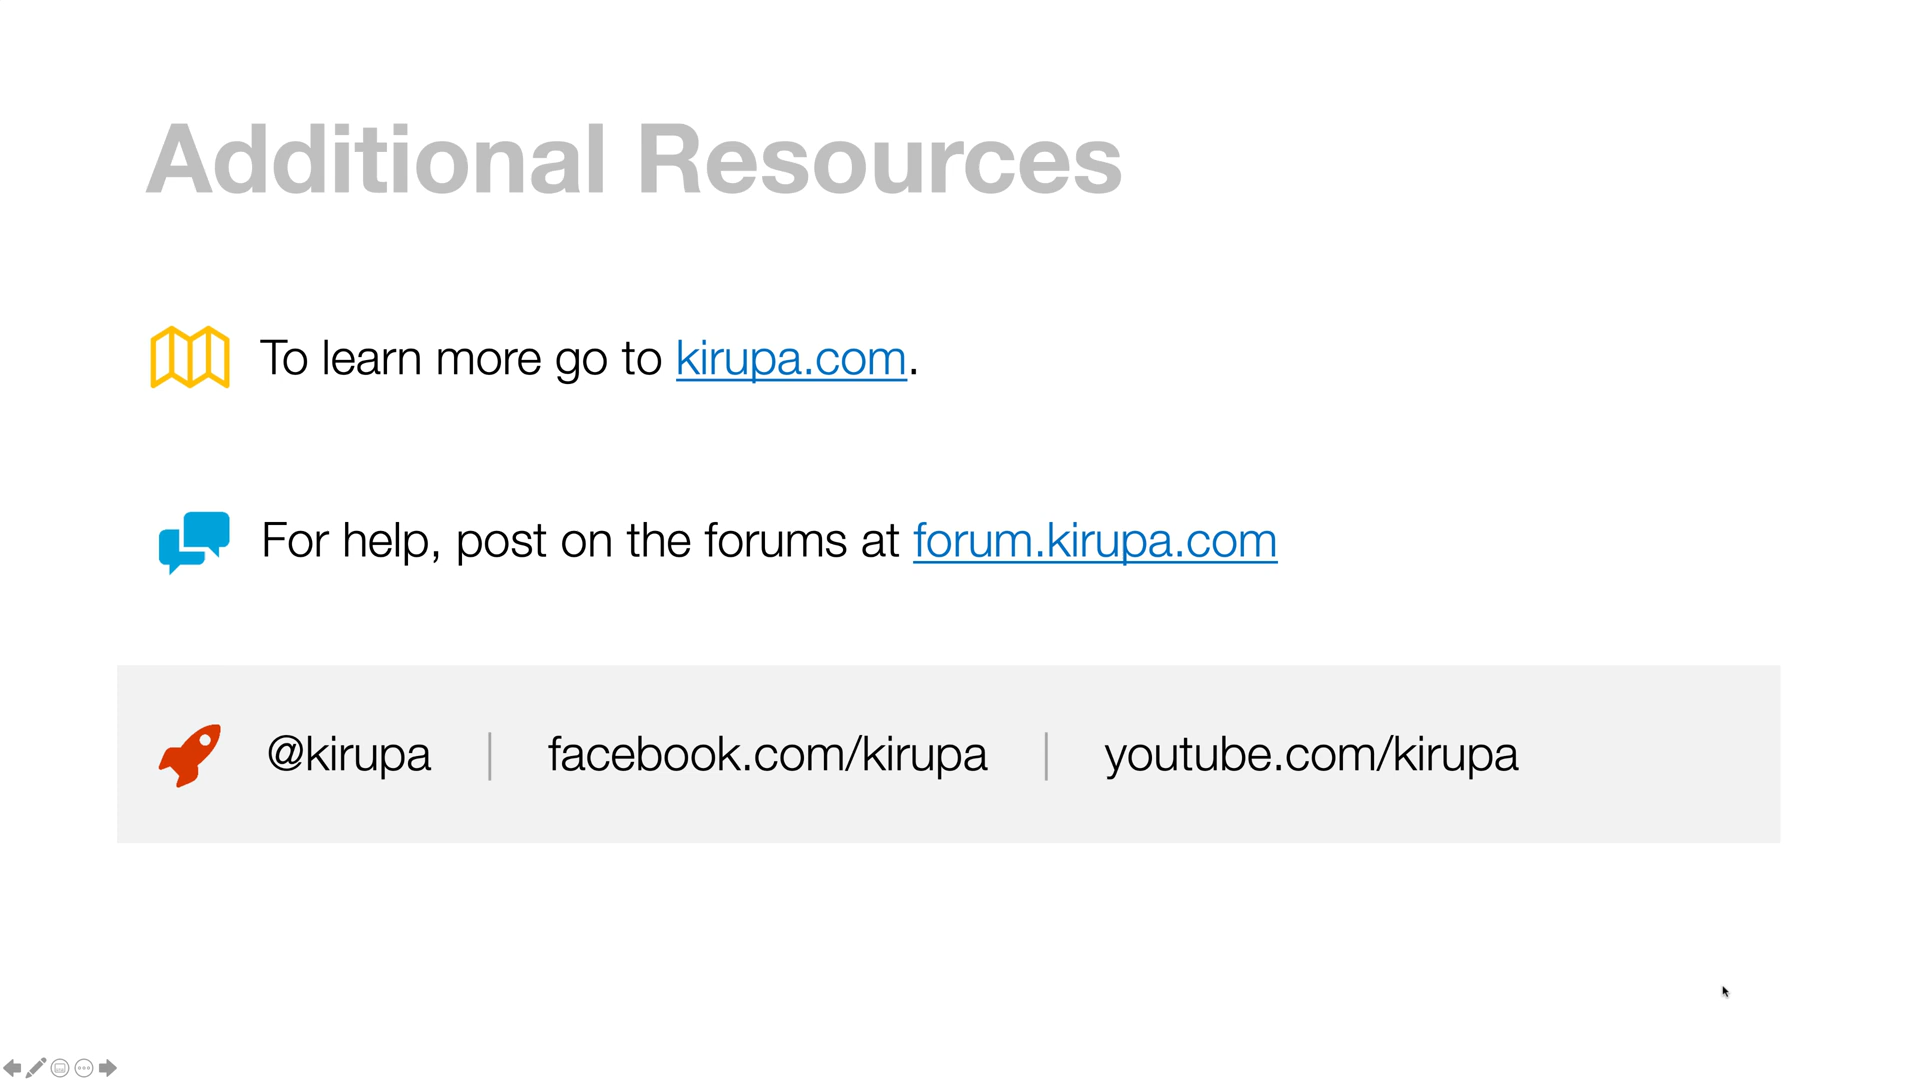 Additional Resources
To learn more go to kirupa.com.
For help, post on the forums at forum.kirupa.com
@kirupa | facebook.com/kirupa | youtube.com/kirupa